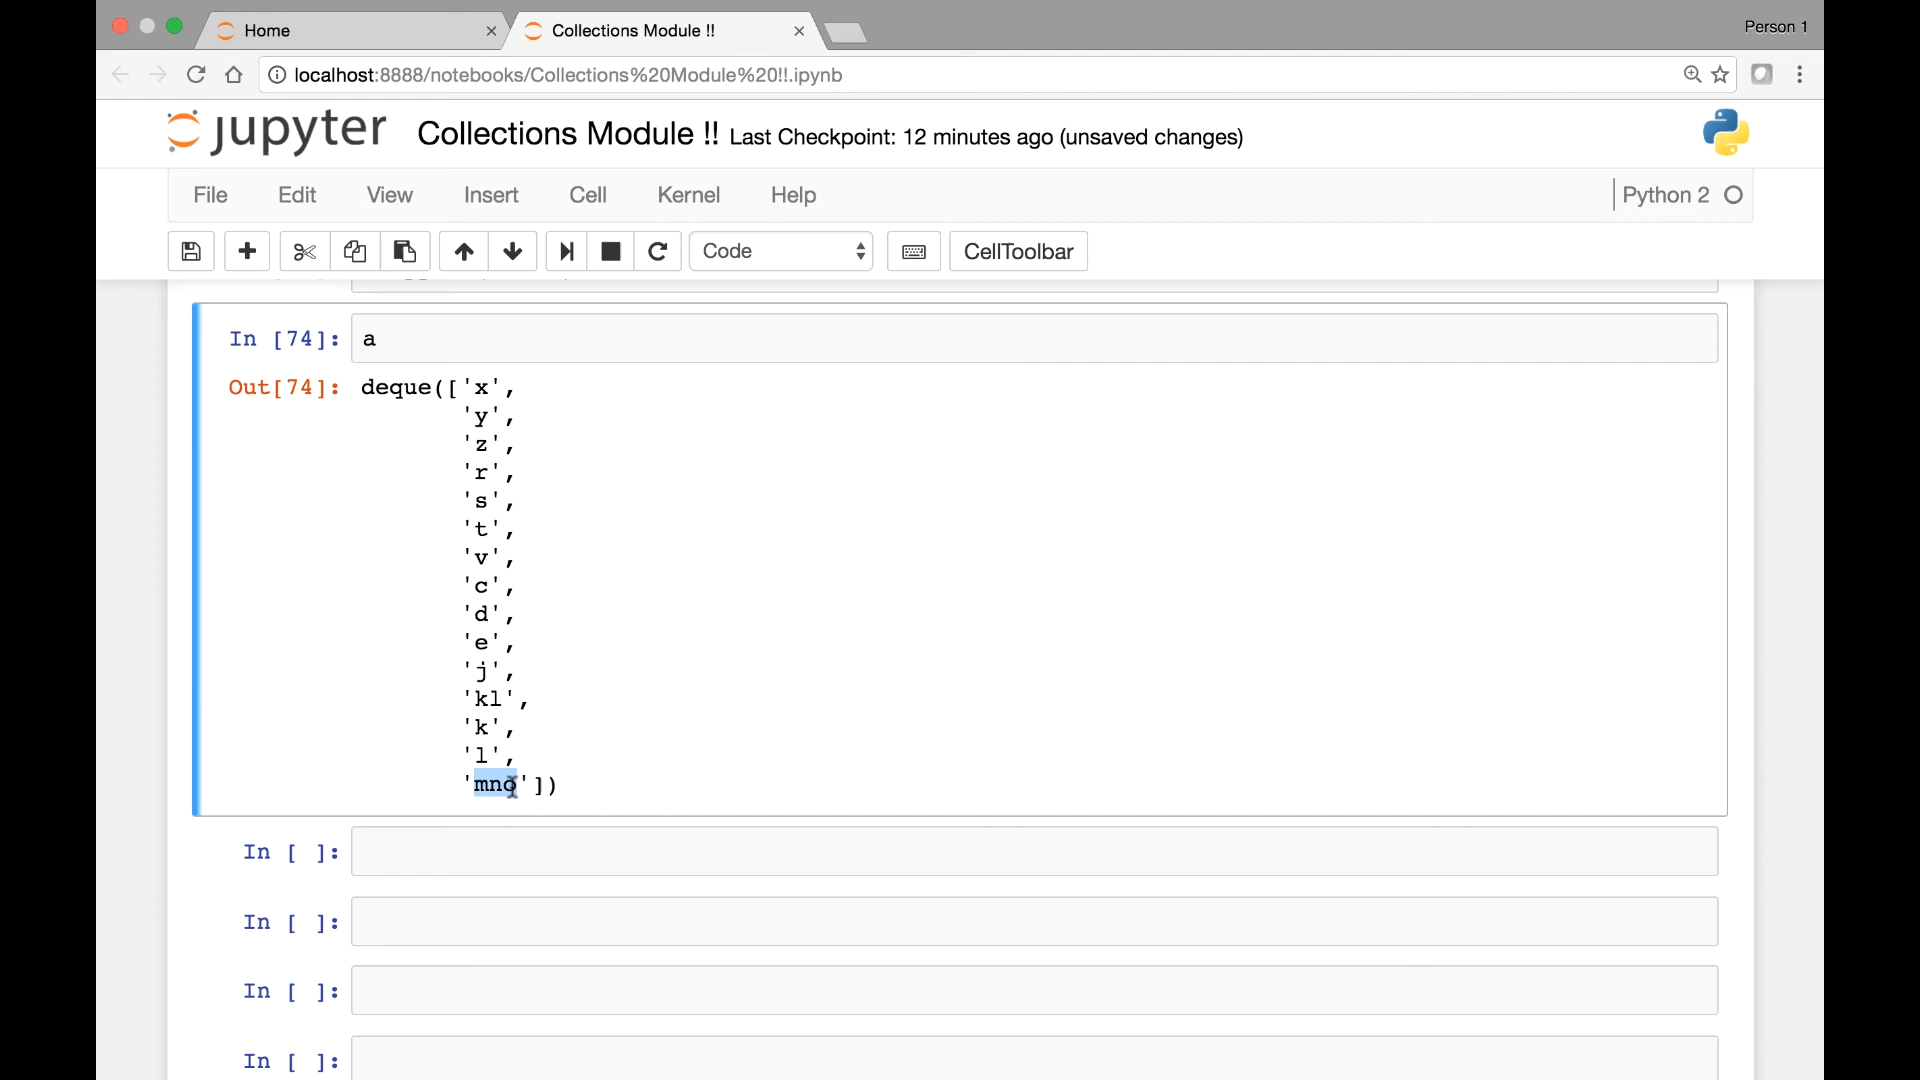 Home
Collections Module !!
Person 1
localhost:8888/notebooks/Collections%20Module%20!!.ipynb
jupyter Collections Module !! Last Checkpoint: 12 minutes ago (unsaved changes)
File Edit View Insert Cell Kernel Help Python 2
Code CellToolbar
In [74]: a
Out[74]: deque(['x',
'y',
'z',
'r',
's',
't',
'v',
'c',
'd',
'e',
'j',
'kl',
'k',
'l',
'mno'])
In [ ]:
In [ ]:
In [ ]:
In [ ]: